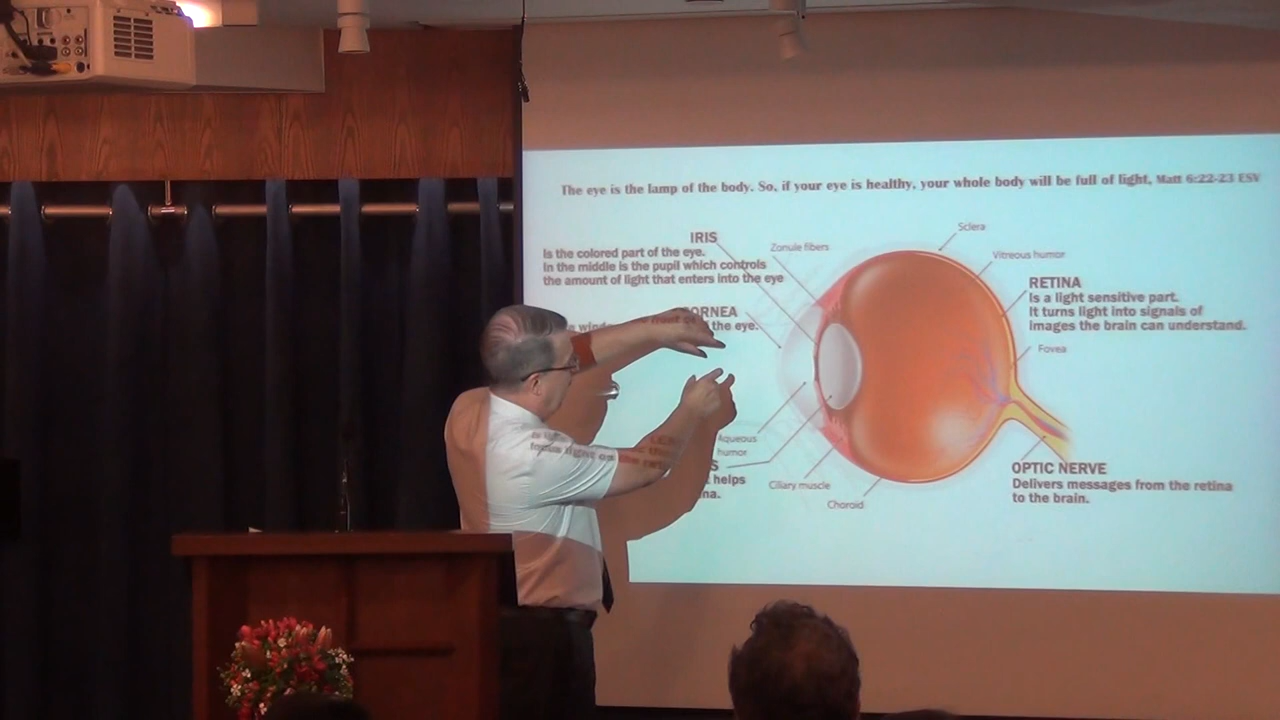 The eye is the lamp of the body. So, if your eye is healthy, your whole body will be full of light, Matt 6:22-23 ESV
IRIS
Is the colored part of the eye.
In the middle is the pupil which controls
the amount of light that enters into the eye
Zonule fibers
Sclera
Vitreous humor
RETINA
Is a light sensitive part.
It turns light into signals of
images the brain can understand.
Fovea
the eye.
Aqueous
humor
helps
Ciliary muscle
Choroid
OPTIC NERVE
Delivers messages from the retina
to the brain.